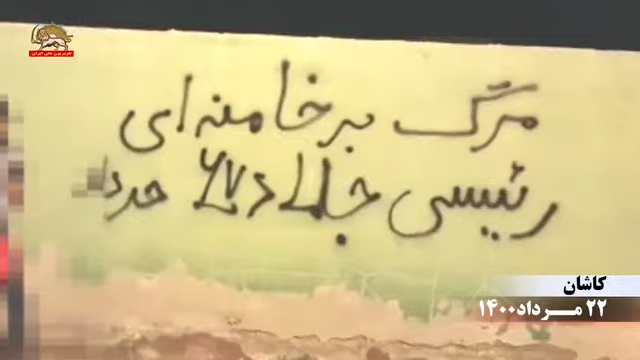 مرگ بر خامنه ای
رئیسی جلاد ۶۷
کاشان
۲۲ مرداد ۱۴۰۰